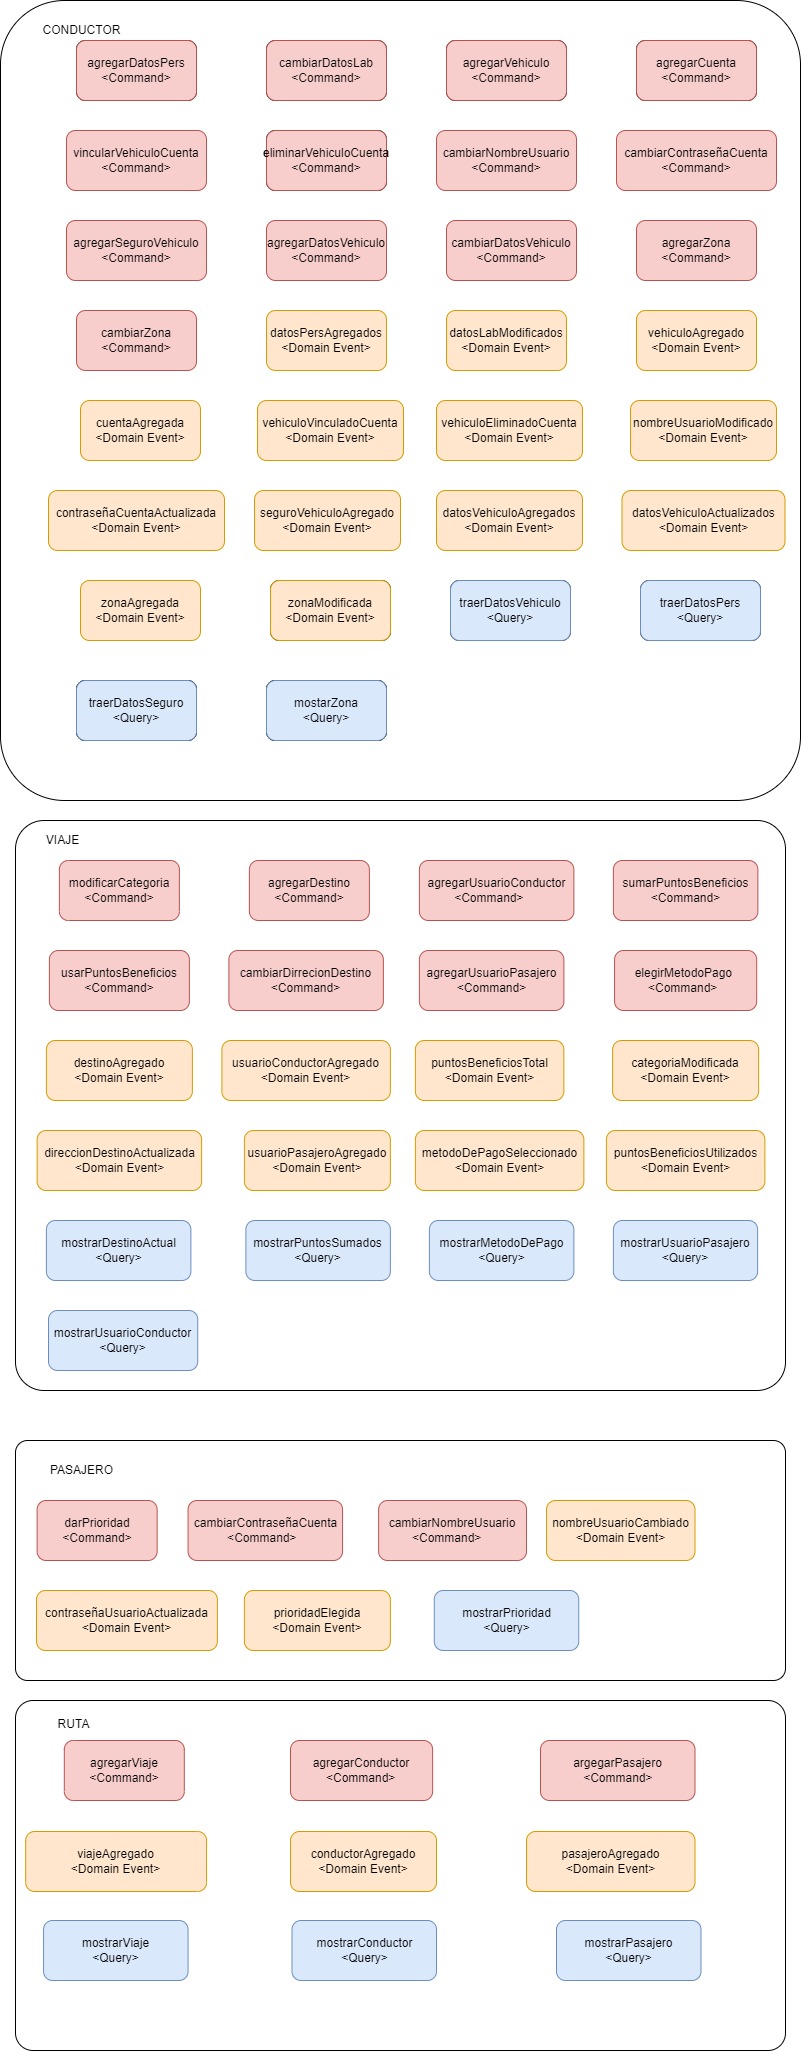 CONDUCTOR
agregarDatosPers
<Command>
cambiarDatosLab
<Command>
agregarVehiculo
<Command>
agregarCuenta
<Command>
vincularVehiculoCuenta
<Command>
eliminarVehiculoCuenta
<Command>
cambiarNombreUsuario
<Command>
cambiarContraseñaCuenta
<Command>
agregarSeguroVehiculo
<Command>
agregarDatosVehiculo
<Command>
cambiarDatosVehiculo
<Command>
agregarZona
<Command>
cambiarZona
<Command>
datosPersAgregados
<Domain Event>
datosLabModificados
<Domain Event>
vehiculoAgregado
<Domain Event>
cuentaAgregada
<Domain Event>
vehiculoVinculadoCuenta
<Domain Event>
vehiculoEliminadoCuenta
<Domain Event>
nombreUsuarioModificado
<Domain Event>
contraseñaCuentaActualizada
<Domain Event>
seguroVehiculoAgregado
<Domain Event>
datosVehiculoAgregados
<Domain Event>
datosVehiculoActualizados
<Domain Event>
zonaAgregada
<Domain Event>
zonaModificada
<Domain Event>
traerDatosVehiculo
<Query>
traerDatosPers
<Query>
traerDatosSeguro
<Query>
mostarZona
<Query>
VIAJE
modificarCategoria
<Command>
agregarDestino
<Command>
agregarUsuarioConductor
<Command>
sumarPuntosBeneficios
<Command>
usarPuntosBeneficios
<Command>
cambiarDirrecionDestino
<Command>
agregarUsuarioPasajero
<Command>
elegirMetodoPago
<Command>
destinoAgregado
<Domain Event>
usuarioConductorAgregado
<Domain Event>
puntosBeneficiosTotal
<Domain Event>
categoriaModificada
<Domain Event>
direccionDestinoActualizada
<Domain Event>
usuarioPasajeroAgregado
<Domain Event>
metodoDePagoSeleccionado
<Domain Event>
puntosBeneficiosUtilizados
<Domain Event>
mostrarDestinoActual
<Query>
mostrarPuntosSumados
<Query>
mostrarMetodoDePago
<Query>
mostrarUsuarioPasajero
<Query>
mostrarUsuarioConductor
<Query>
PASAJERO
darPrioridad
<Command>
cambiarContraseñaCuenta
<Command>
cambiarNombreUsuario
<Command>
nombreUsuarioCambiado
<Domain Event>
contraseñaUsuarioActualizada
<Domain Event>
prioridadElegida
<Domain Event>
mostrarPrioridad
<Query>
RUTA
agregarViaje
<Command>
agregarConductor
<Command>
argegarPasajero
<Command>
viajeAgregado
<Domain Event>
conductorAgregado
<Domain Event>
pasajeroAgregado
<Domain Event>
mostrarViaje
<Query>
mostrarConductor
<Query>
mostrarPasajero
<Query>